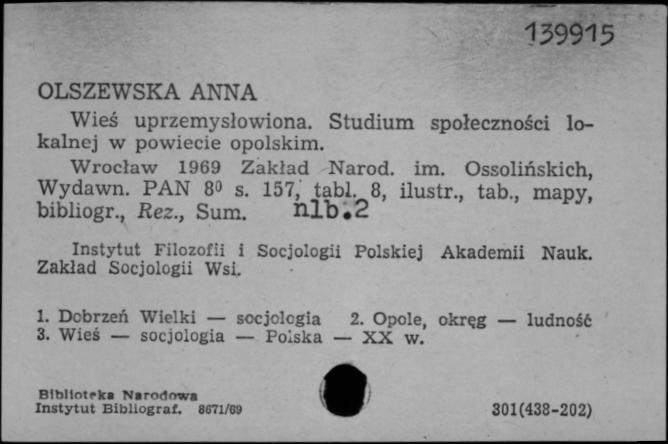 139915
OLSZEWSKA ANNA
Wieś uprzemysłowiona. Studium społeczności lo-
kalnej w powiecie opolskim.
Wrocław 1969 Zakład Narod. im. Ossolińskich,
Wydawn. PAN 8⁰ s. 157, tabl. 8, ilustr., tab., mapy,
bibliogr., Rez., Sum. nlb.2
Instytut Filozofii i Socjologii Polskiej Akademii Nauk.
Zakład Socjologii Wsi.
1. Dobrzeń Wielki — socjologia 2. Opole, okręg — ludność
3. Wieś — socjologia — Polska — XX w.
Biblioteka Narodowa
Instytut Bibliograf. 8671/69
301(438-202)